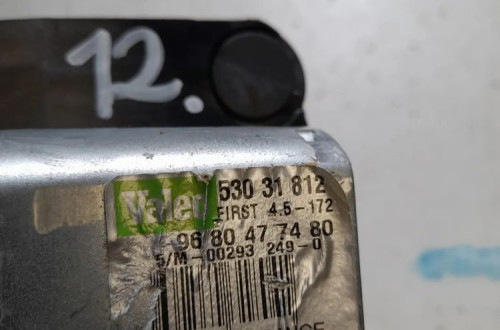 12.
Valeo 530 31 812
FIRST 4.5-172
96 80 47 74 80
S/M-00293 249-0